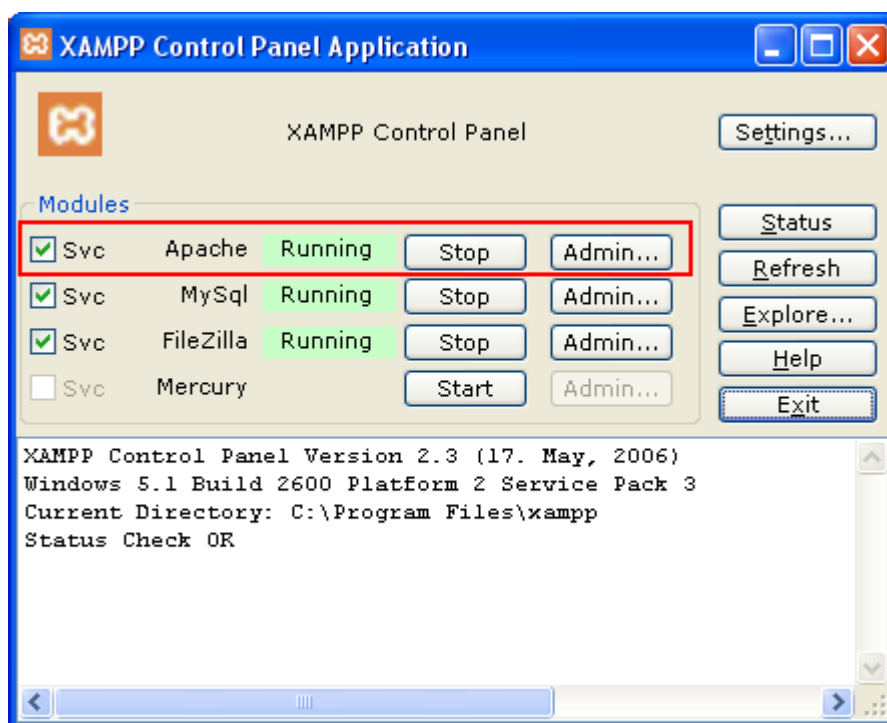 XAMPP Control Panel Application
XAMPP Control Panel
Settings...
Modules
Svc Apache Running Stop Admin...
Svc MySql Running Stop Admin...
Svc FileZilla Running Stop Admin...
Svc Mercury Start Admin...
Status
Refresh
Explore...
Help
Exit
XAMPP Control Panel Version 2.3 (17. May, 2006)
Windows 5.1 Build 2600 Platform 2 Service Pack 3
Current Directory: C:\Program Files\xampp
Status Check OK